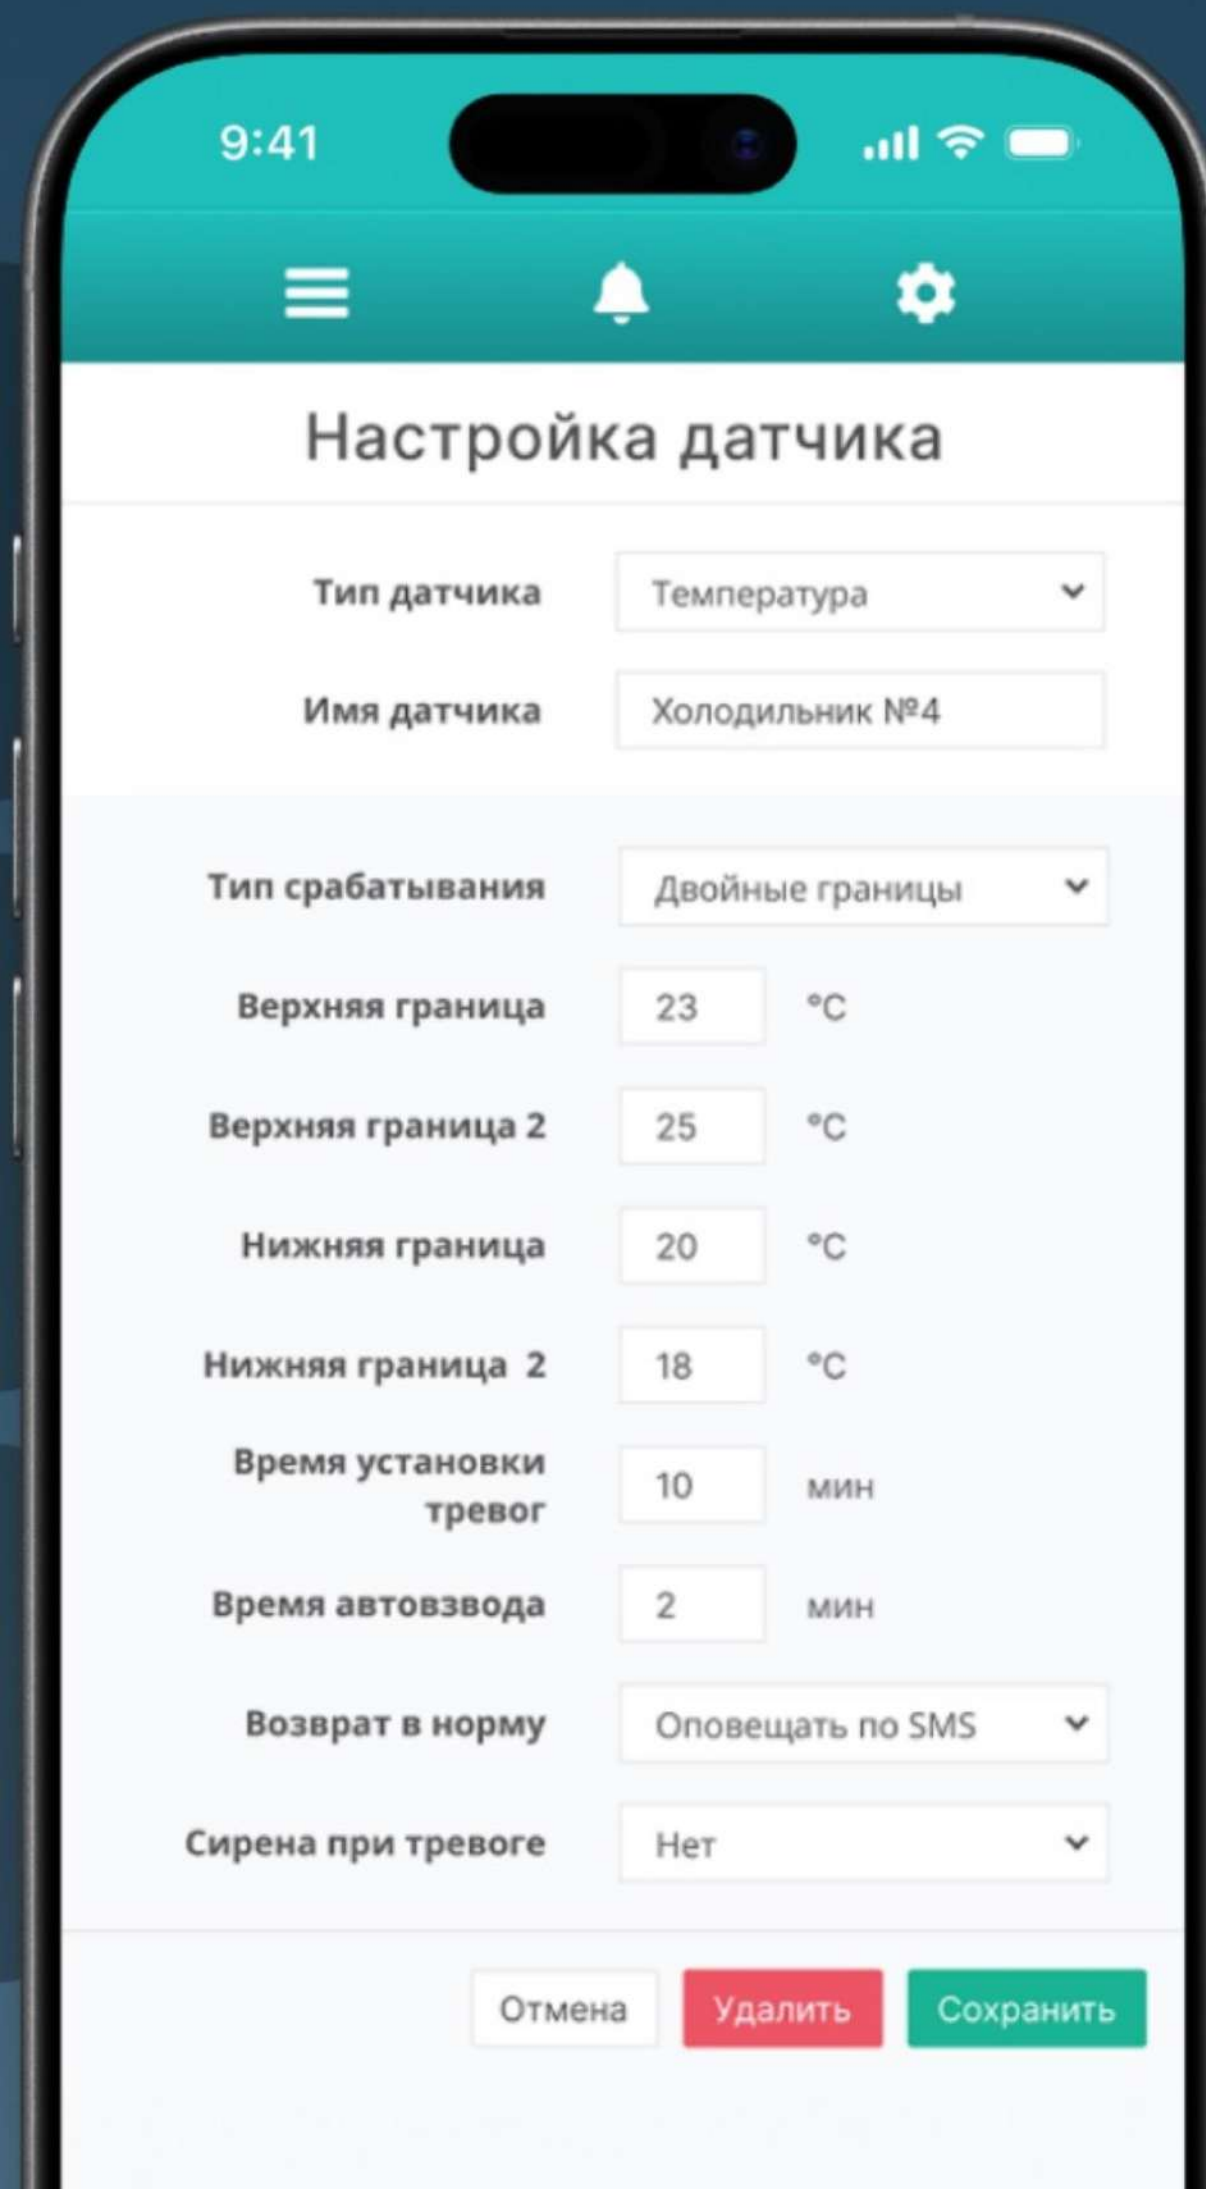 9:41
Настройка датчика
Тип датчика Температура
Имя датчика Холодильник №4
Тип срабатывания Двойные границы
Верхняя граница 23 °C
Верхняя граница 2 25 °C
Нижняя граница 20 °C
Нижняя граница 2 18 °C
Время установки
тревог 10 мин
Время автовзвода 2 мин
Возврат в норму Оповещать по SMS
Сирена при тревоге Нет
Отмена Удалить Сохранить